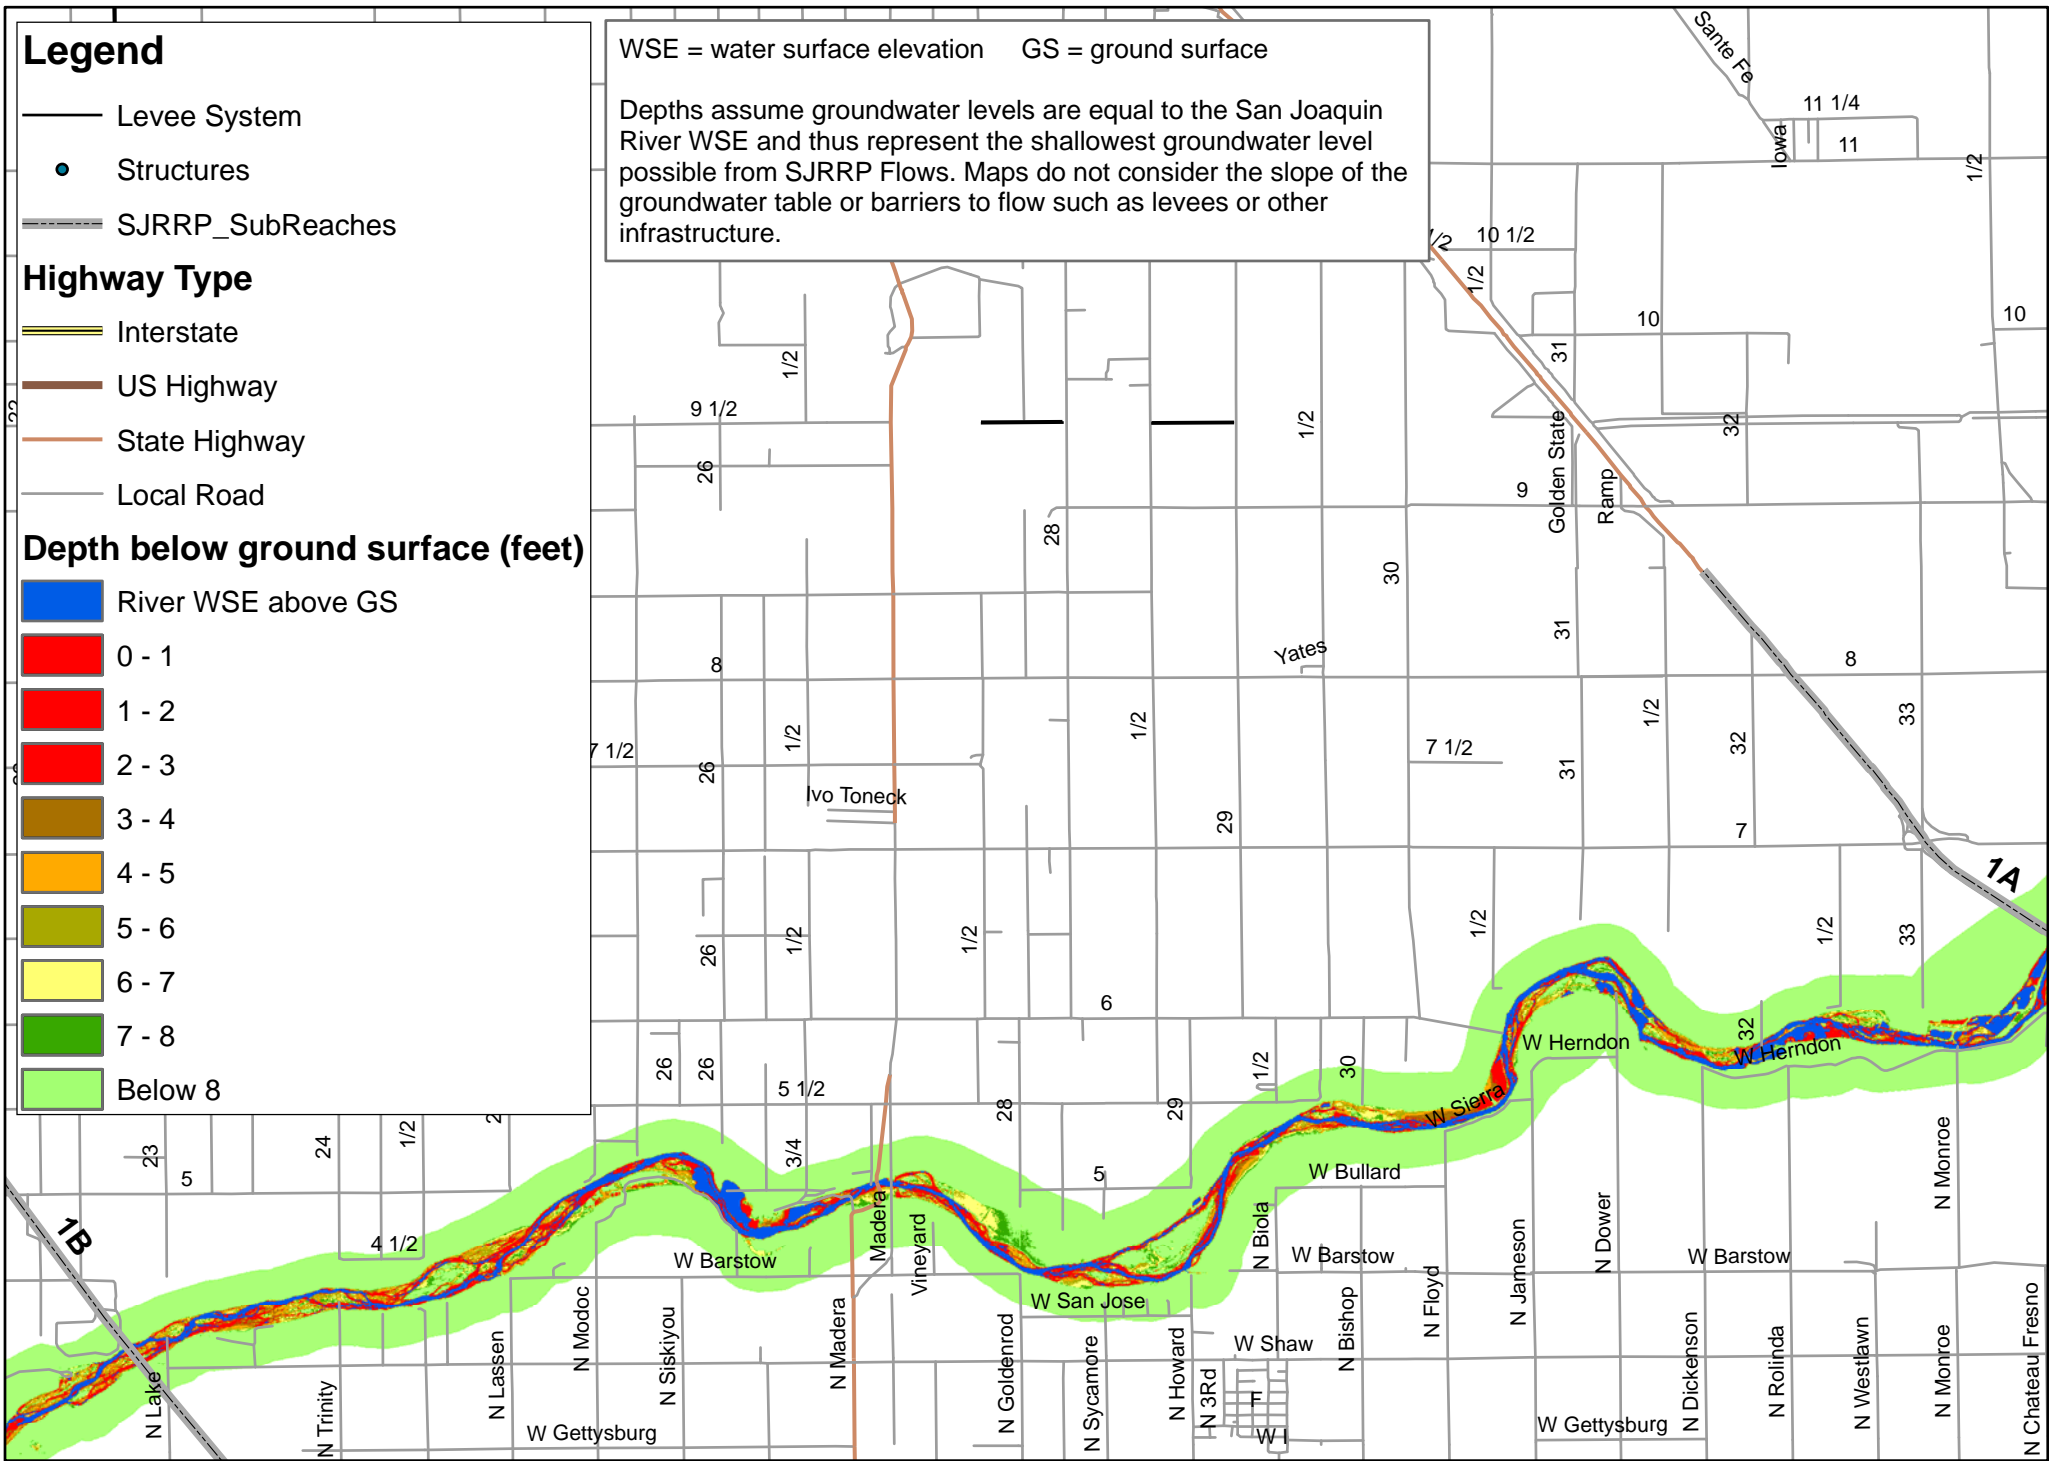 Legend
Levee System
Structures
SJRRP_SubReaches
Highway Type
Interstate
US Highway
State Highway
Local Road
Depth below ground surface (feet)
River WSE above GS
0 - 1
1 - 2
2 - 3
3 - 4
4 - 5
5 - 6
6 - 7
7 - 8
Below 8
WSE = water surface elevation GS = ground surface
Depths assume groundwater levels are equal to the San Joaquin
River WSE and thus represent the shallowest groundwater level
possible from SJRRP Flows. Maps do not consider the slope of the
groundwater table or barriers to flow such as levees or other
infrastructure.
Sante Fe
11 1/4
Iowa
11
1/2
1/2
10 1/2
1/2
10
10
31
1/2
9 1/2
1/2
32
26
Golden State
Ramp
9
28
30
31
Yates
8
8
1/2
1/2
1/2
33
7 1/2
7 1/2
26
32
31
Ivo Toneck
29
7
1A
26
1/2
1/2
1/2
1/2
33
6
W Herndon
32
W Herndon
26
26
1/2
30
5 1/2
28
29
W Sierra
23
24
1/2
3/4
5
5
W Bullard
N Monroe
1B
4 1/2
W Barstow
Madera
Vineyard
N Biola
W Barstow
N Dower
W Barstow
W San Jose
N Modoc
N Siskiyou
N Madera
N Floyd
N Jameson
N Lassen
N Goldenrod
N Sycamore
N Howard
W Shaw
N Bishop
N Dickenson
N Rolinda
N Westlawn
N Monroe
N Chateau Fresno
N Lake
N Trinity
N 3Rd
F
W Gettysburg
W I
W Gettysburg